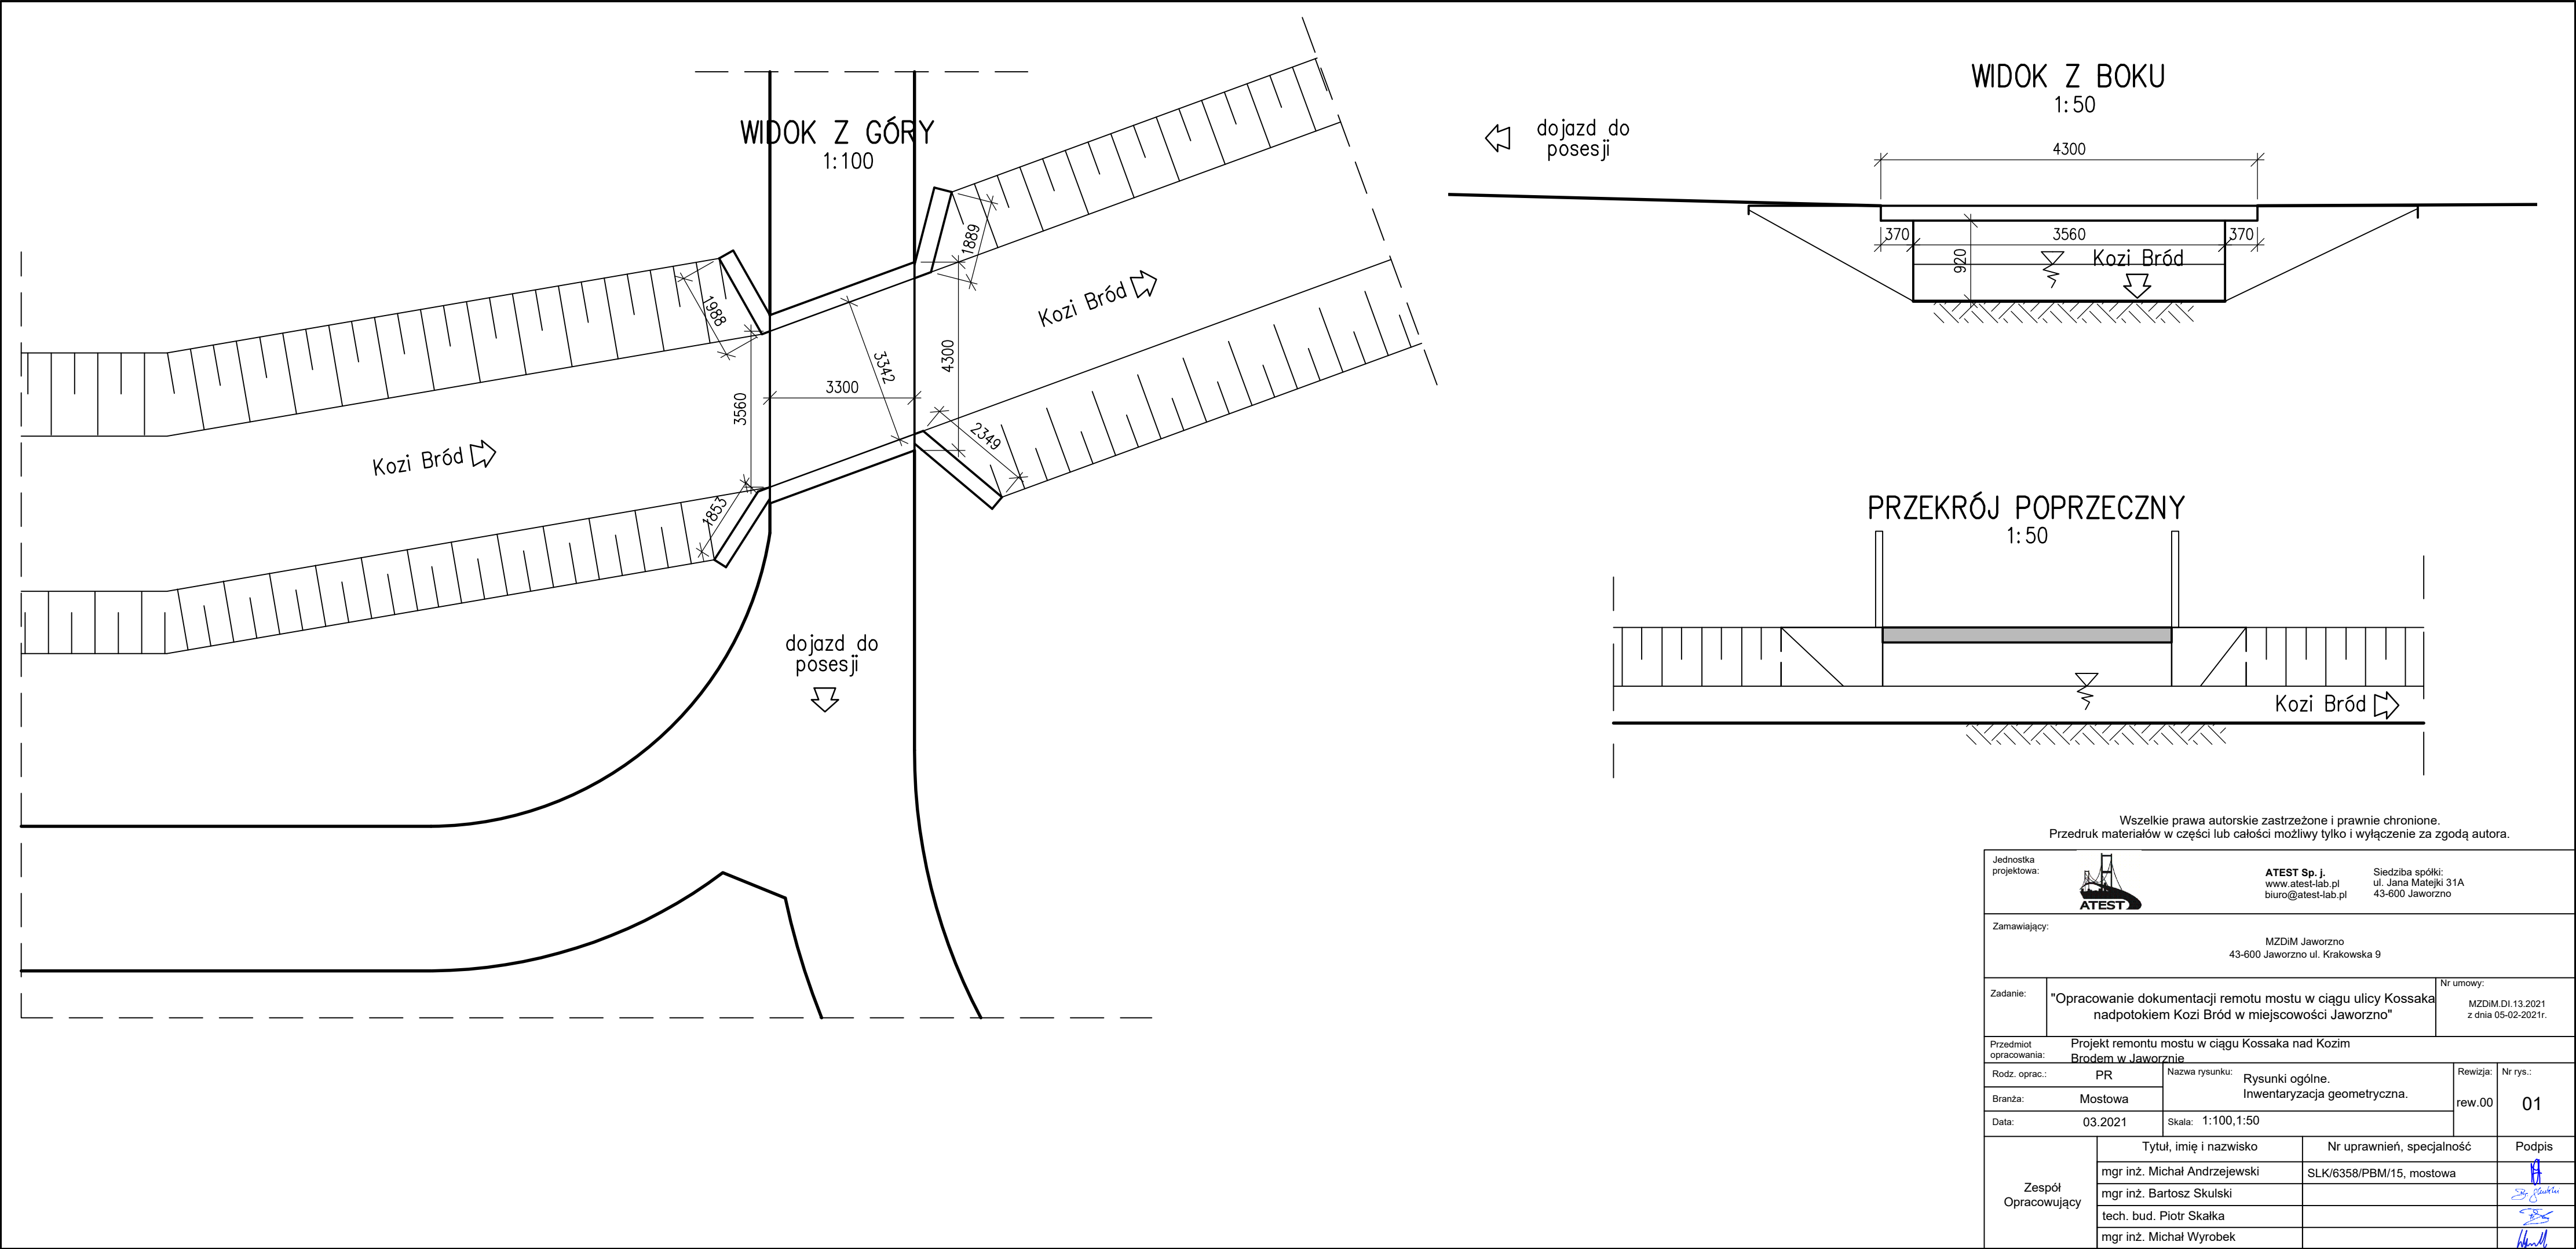 WIDOK Z GÓRY
1:100
1889
1988
Kozi Bród
3342
4300
3300
3560
2349
Kozi Bród
1853
dojazd do
posesji
WIDOK Z BOKU
1:50
dojazd do
posesji
4300
370
3560
370
920
Kozi Bród
PRZEKRÓJ POPRZECZNY
1:50
Kozi Bród
Wszelkie prawa autorskie zastrzeżone i prawnie chronione.
Przedruk materiałów w części lub całości możliwy tylko i wyłączenie za zgodą autora.
Jednostka
projektowa:
ATEST
ATEST Sp. j.
www.atest-lab.pl
biuro@atest-lab.pl
Siedziba spółki:
ul. Jana Matejki 31A
43-600 Jaworzno
Zamawiający:
MZDiM Jaworzno
43-600 Jaworzno ul. Krakowska 9
Zadanie:
"Opracowanie dokumentacji remotu mostu w ciągu ulicy Kossaka
nadpotokiem Kozi Bród w miejscowości Jaworzno"
Nr umowy:
MZDiM.DI.13.2021
z dnia 05-02-2021r.
Przedmiot
opracowania:
Projekt remontu mostu w ciągu Kossaka nad Kozim
Brodem w Jaworznie
Rodz. oprac.: PR
Branża: Mostowa
Data: 03.2021
Nazwa rysunku:
Rysunki ogólne.
Inwentaryzacja geometryczna.
Skala: 1:100,1:50
Rewizja:
rew.00
Nr rys.:
01
Zespół
Opracowujący
Tytuł, imię i nazwisko Nr uprawnień, specjalność Podpis
mgr inż. Michał Andrzejewski SLK/6358/PBM/15, mostowa
mgr inż. Bartosz Skulski
tech. bud. Piotr Skałka
mgr inż. Michał Wyrobek